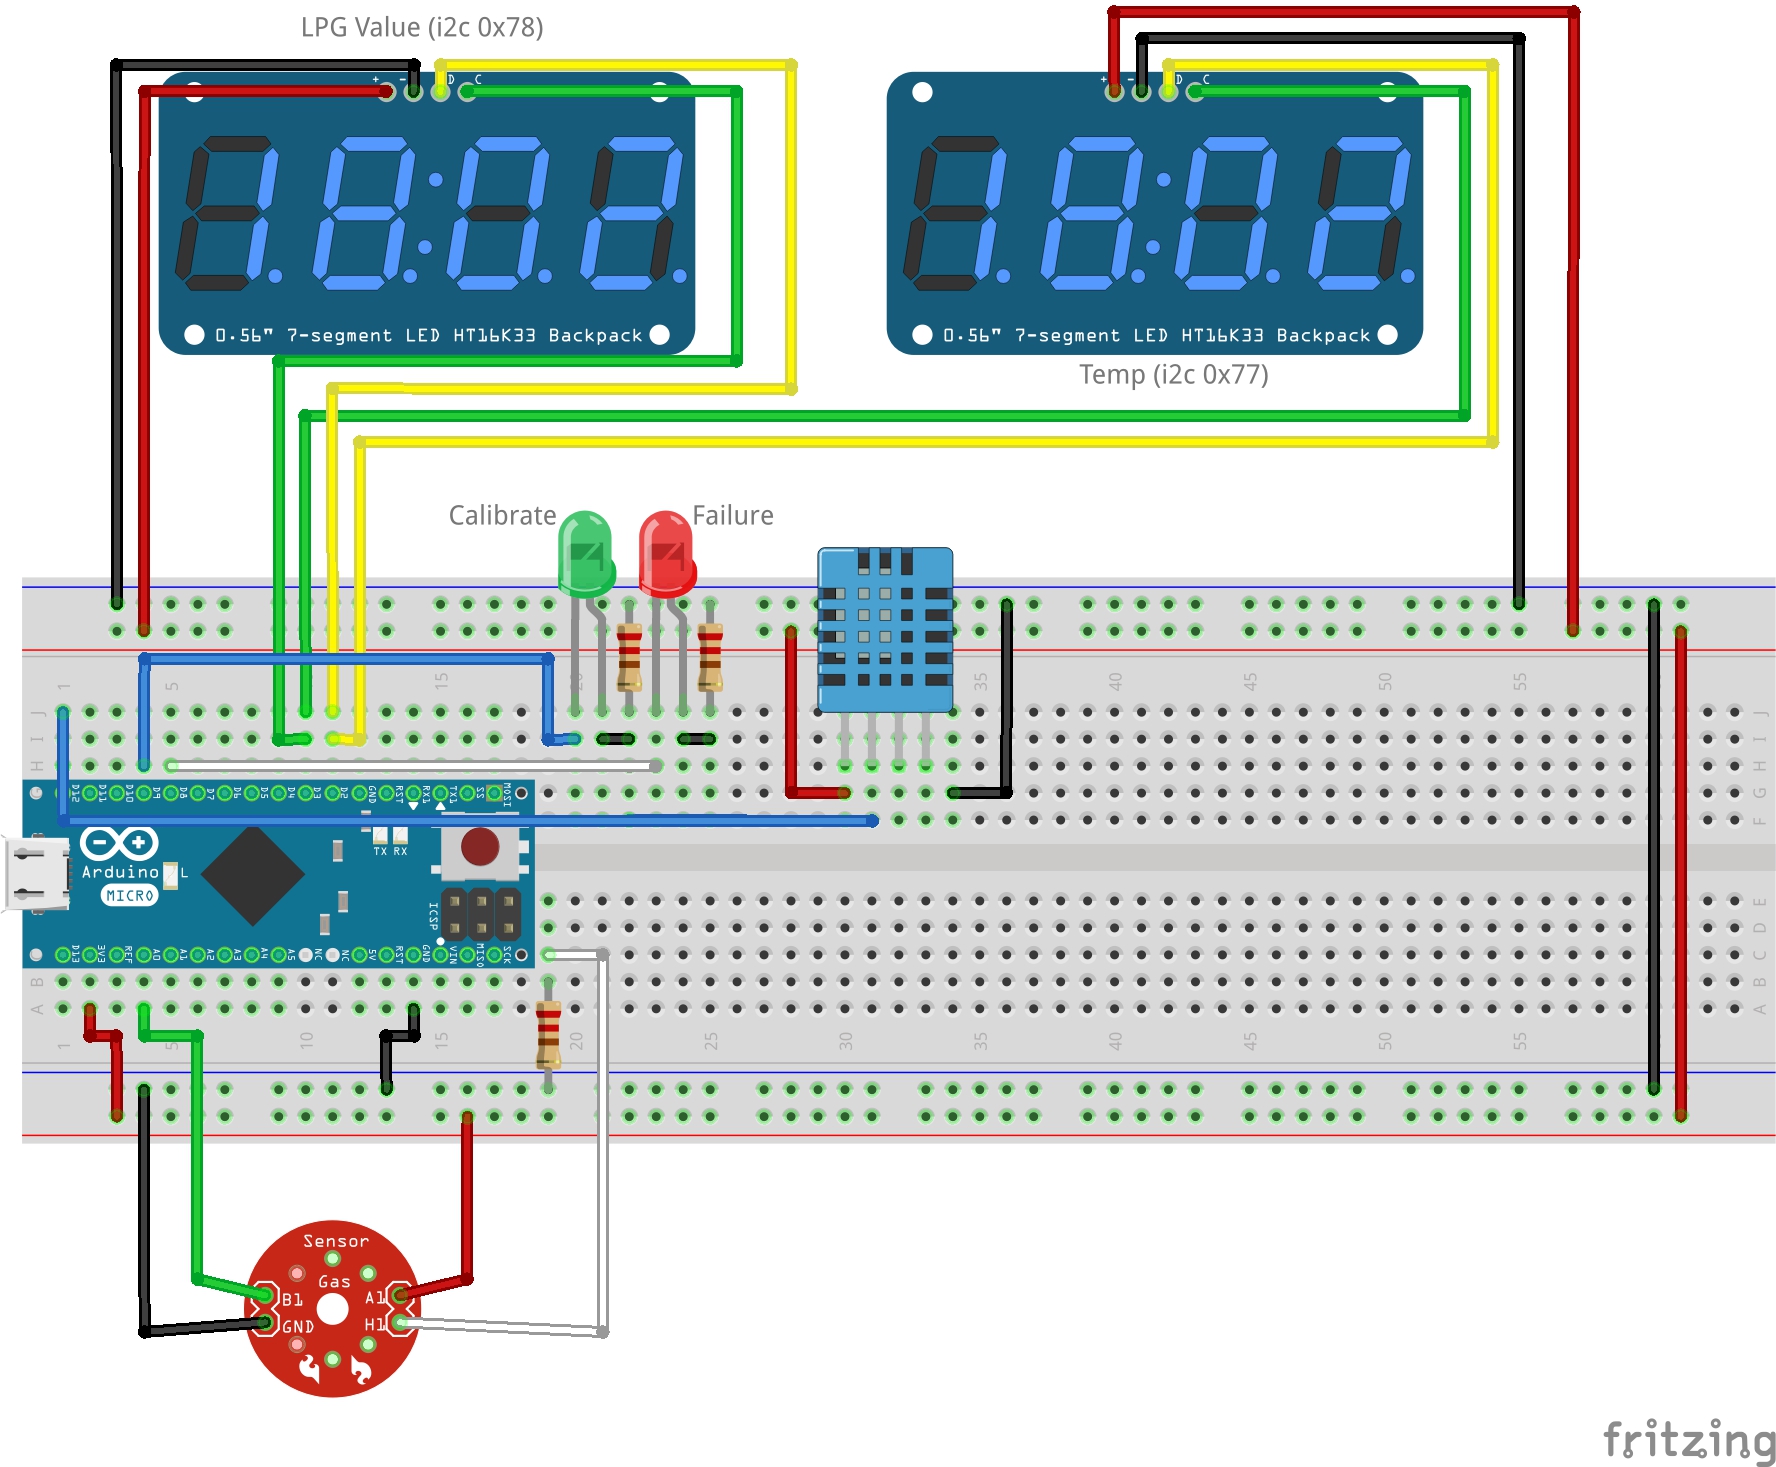 LPG Value (i2c 0x78)
+ - D C
0.56" 7-segment LED HT16K33 Backpack
+ - D C
0.56" 7-segment LED HT16K33 Backpack
Temp (i2c 0x77)
Calibrate
Failure
1 5 15 20 35 40 45 50 55
J J
I I
H H
G
F
D12 D11 D10 D9 D8 D7 D6 D5 D4 D3 D2 GND RST RX1 TX1 SS MOSI
TX RX
Arduino
MICRO
L
ICSP
E
D
C
D13 3V3 REF A0 A1 A2 A3 A4 A5 NC NC 5V RST GND VIN MISO SCK
B B
A A
1 5 10 15 20 25 30 35 40 45 50 55
Sensor
Gas
B1 A1
GND H1
fritzing